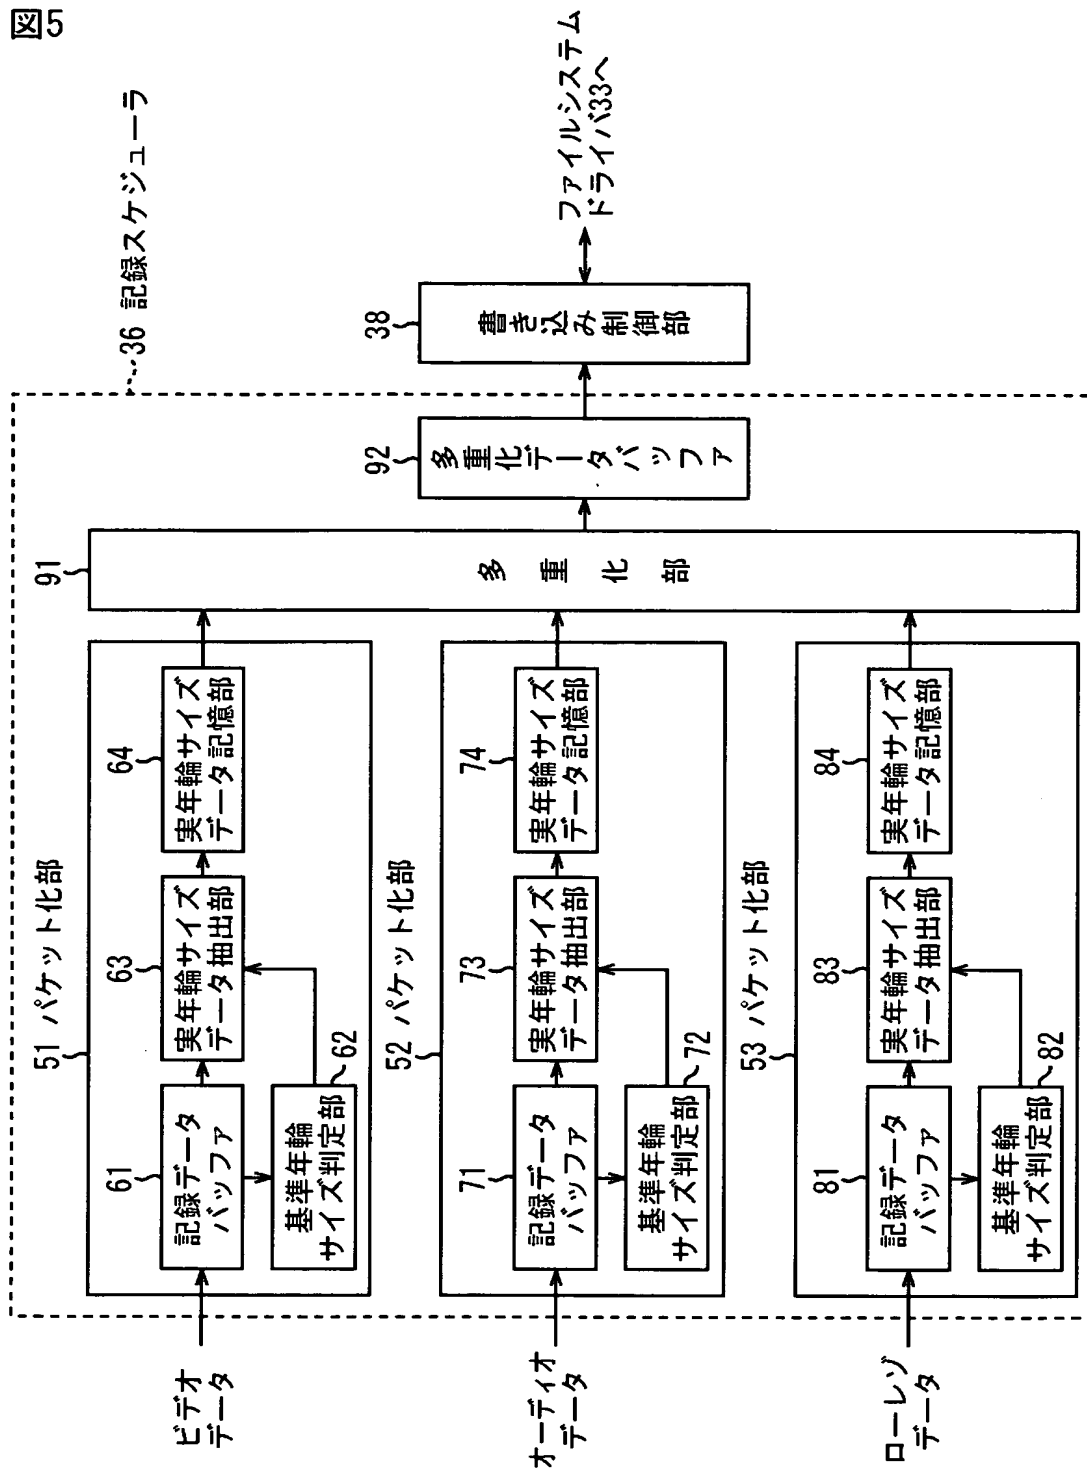 図5
36 記録スケジューラ
ビデオ
データ
51 パケット化部
61
記録データ
バッファ
基準年輪
サイズ判定部
62
63
実年輪サイズ
データ抽出部
64
実年輪サイズ
データ記憶部
オーディオ
データ
52 パケット化部
71
記録データ
バッファ
基準年輪
サイズ判定部
72
73
実年輪サイズ
データ抽出部
74
実年輪サイズ
データ記憶部
ローレゾ
データ
53 パケット化部
81
記録データ
バッファ
基準年輪
サイズ判定部
82
83
実年輪サイズ
データ抽出部
84
実年輪サイズ
データ記憶部
91
多重化部
92
多重化データバッファ
38
書き込み制御部
ファイルシステム
ドライバ33へ